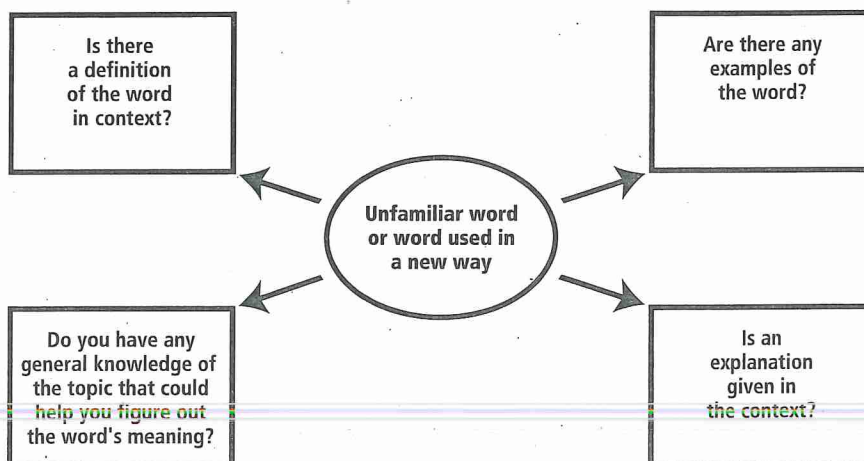 Is there
a definition
of the word
in context?
Are there any
examples of
the word?
Unfamiliar word
or word used in
a new way
Do you have any
general knowledge of
the topic that could
help you figure out
the word's meaning?
Is an
explanation
given in
the context?